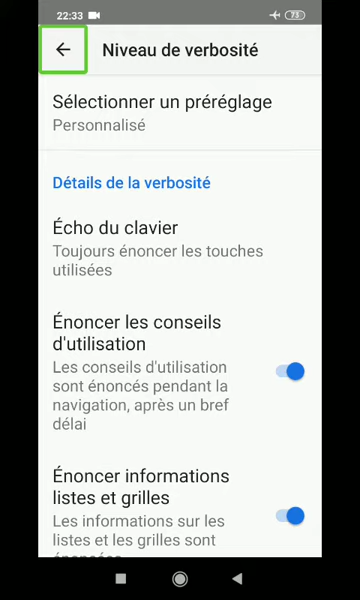 22:33
73
Niveau de verbosité
Sélectionner un préréglage
Personnalisé
Détails de la verbosité
Écho du clavier
Toujours énoncer les touches
utilisées
Énoncer les conseils
d'utilisation
Les conseils d'utilisation
sont énoncés pendant la
navigation, après un bref
délai
Énoncer informations
listes et grilles
Les informations sur les
listes et les grilles sont
énoncées